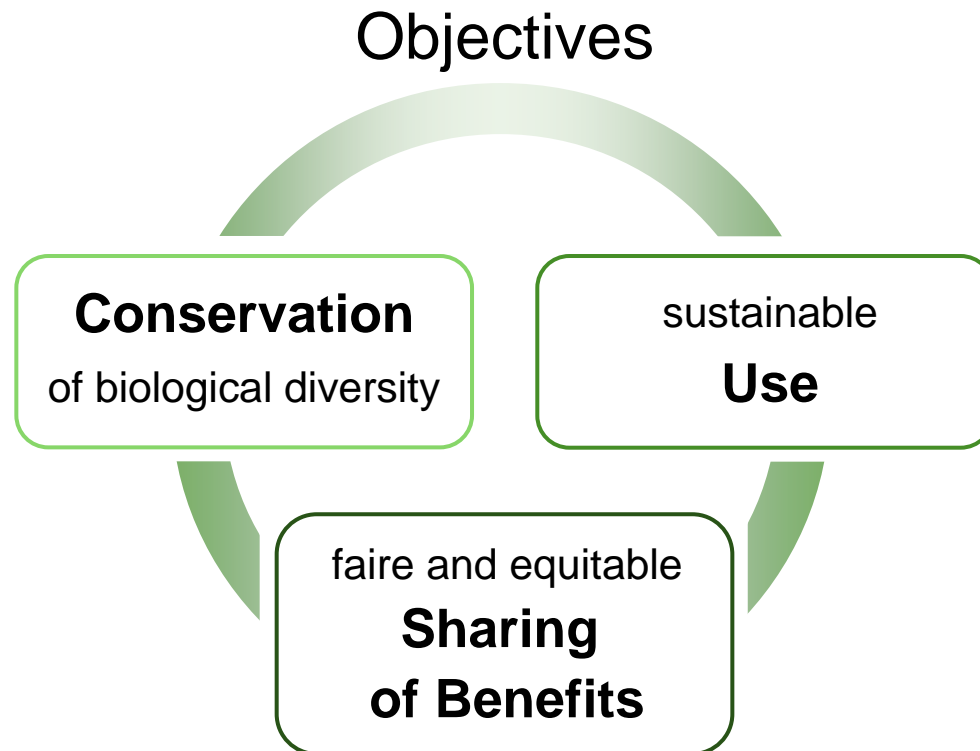 Objectives
Conservation
of biological diversity
sustainable
Use
faire and equitable
Sharing
of Benefits